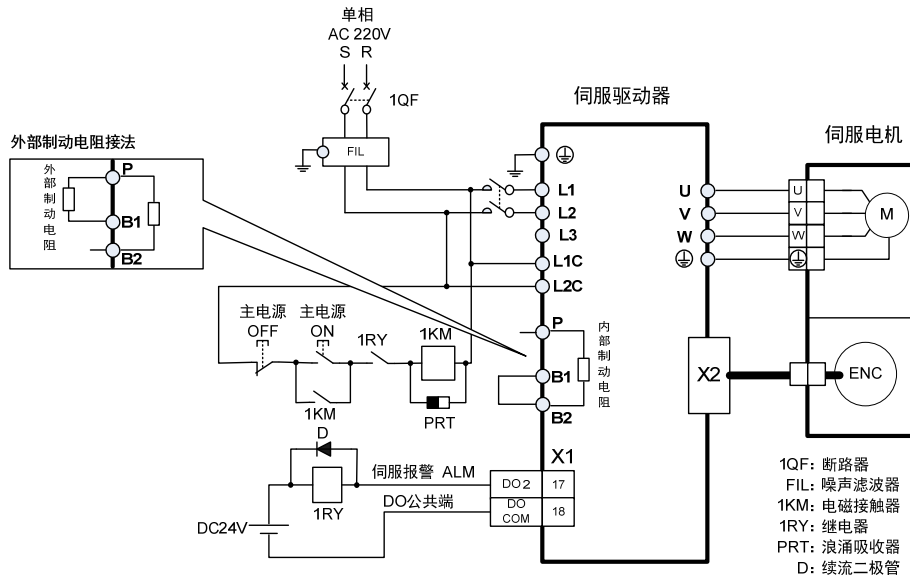 单相
AC 220V
S R
1QF
FIL
外部制动电阻接法
外部制动电阻
P
B1
B2
伺服驱动器
伺服电机
L1
L2
L3
L1C
L2C
P
B1
B2
内部制动电阻
U
V
W
U
V
W
M
X2
ENC
主电源
OFF
主电源
ON
1RY
1KM
1KM
PRT
D
1RY
伺服报警 ALM
DO公共端
DC24V
X1
DO2 17
DO
COM
18
1QF: 断路器
FIL: 噪声滤波器
1KM: 电磁接触器
1RY: 继电器
PRT: 浪涌吸收器
D: 续流二极管